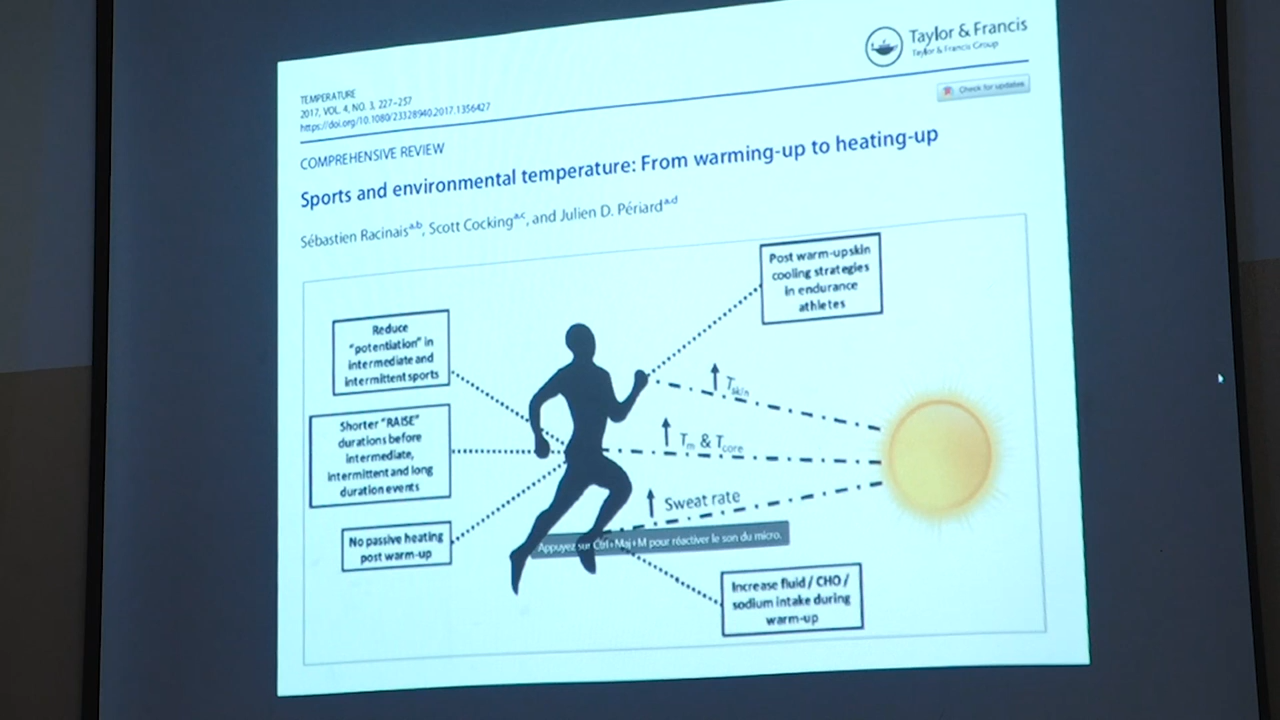 Taylor & Francis
Taylor & Francis Group
TEMPERATURE
2017, VOL. 4, NO. 3, 227–257
https://doi.org/10.1080/23328940.2017.1356427
Check for updates
COMPREHENSIVE REVIEW
Sports and environmental temperature: From warming-up to heating-up
Sébastien Racinais a,b, Scott Cocking a,c, and Julien D. Périard a,d
Post warm-up skin
cooling strategies
in endurance
athletes
Reduce
"potentiation" in
intermediate and
intermittent sports
Tskin
Shorter "RAISE"
durations before
intermediate,
intermittent and long
duration events
Tm & Tcore
Sweat rate
No passive heating
post warm-up
Appuyez sur Ctrl+Maj+M pour réactiver le son du micro.
Increase fluid / CHO /
sodium intake during
warm-up